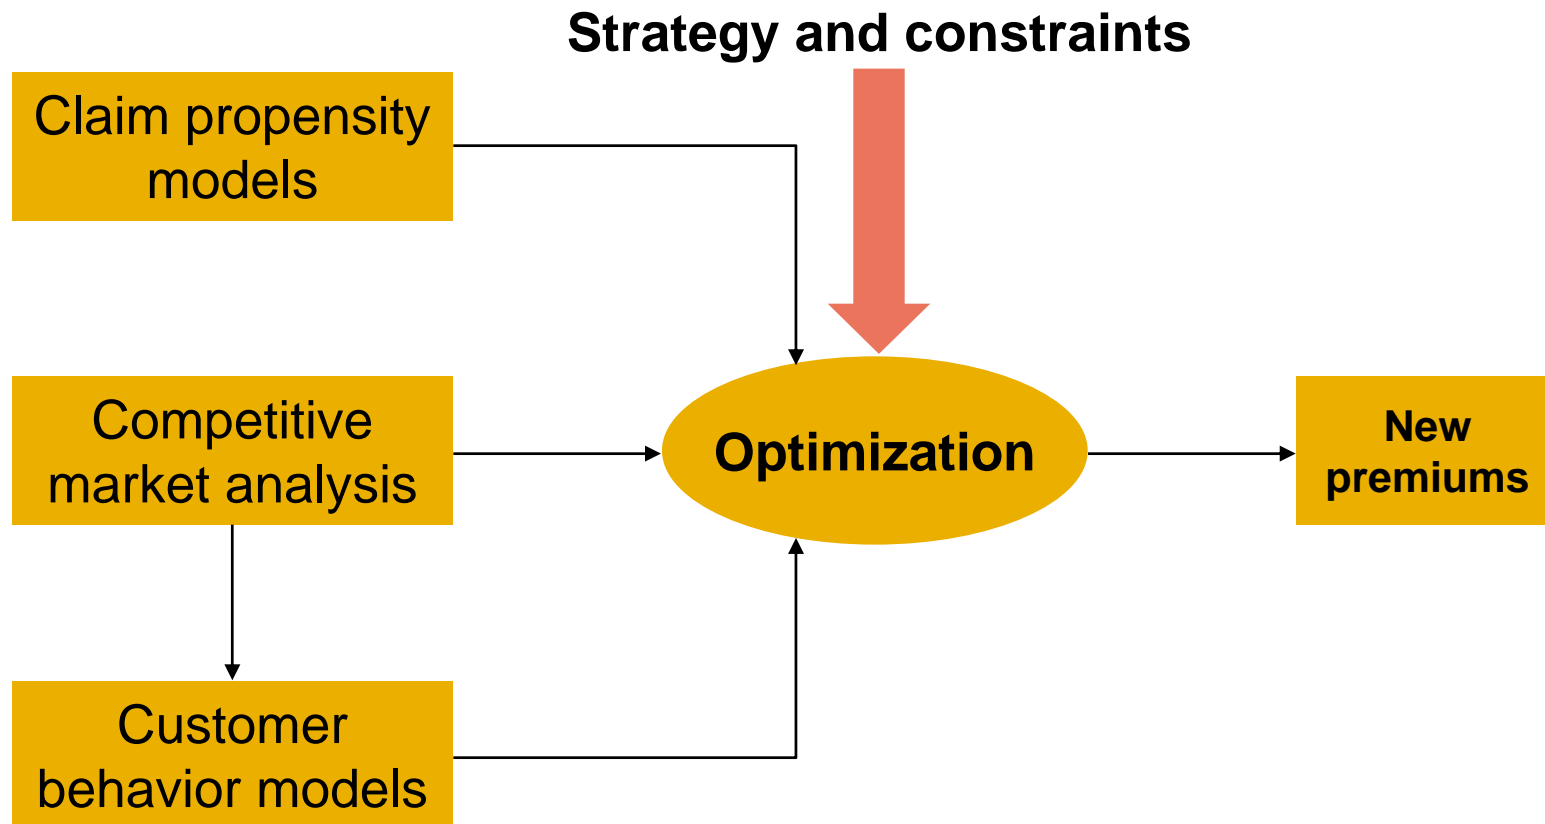 Strategy and constraints
Claim propensity
models
Competitive
market analysis
Optimization
New
premiums
Customer
behavior models